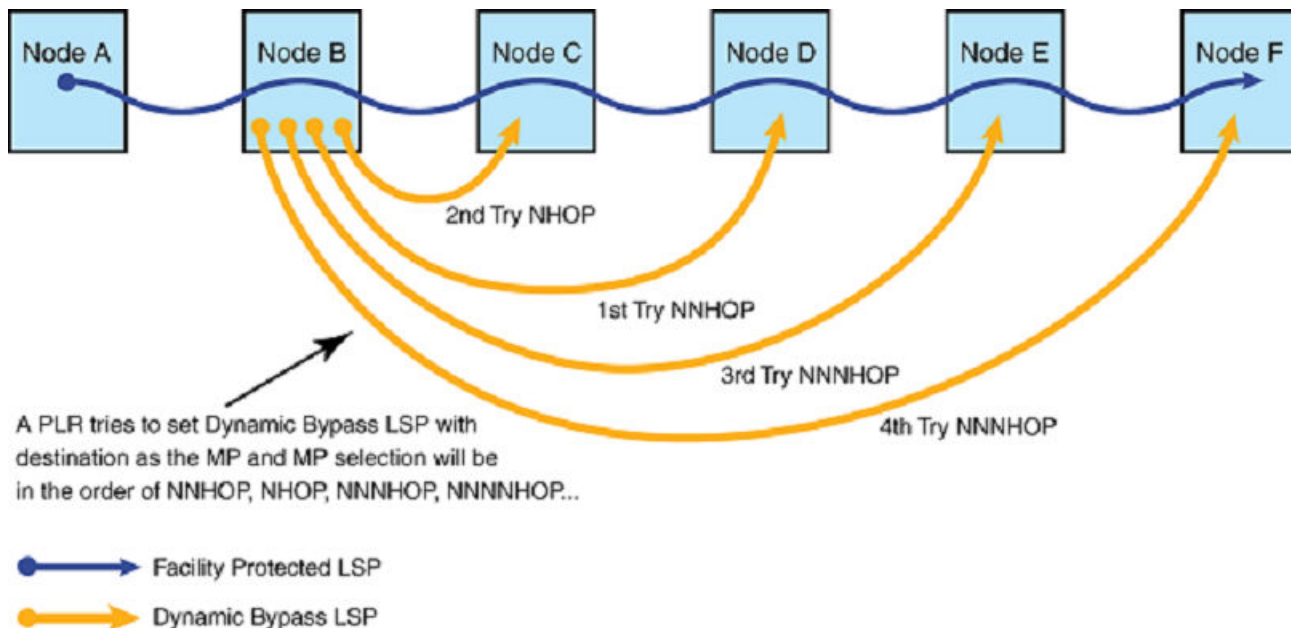 Node A
Node B
Node C
Node D
Node E
Node F
2nd Try NHOP
1st Try NNHOP
3rd Try NNNHOP
4th Try NNNHOP
A PLR tries to set Dynamic Bypass LSP with
destination as the MP and MP selection will be
in the order of NNHOP, NHOP, NNNHOP, NNNNHOP...
Facility Protected LSP
Dynamic Bypass LSP